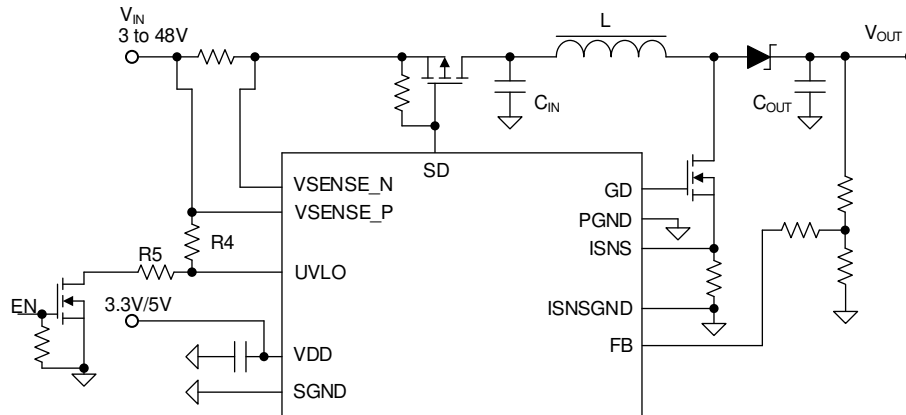 VIN
3 to 48V
L
VOUT
CIN
COUT
SD
VSENSE_N
VSENSE_P
R4
R5
UVLO
EN
3.3V/5V
VDD
SGND
GD
PGND
ISNS
ISNSGND
FB